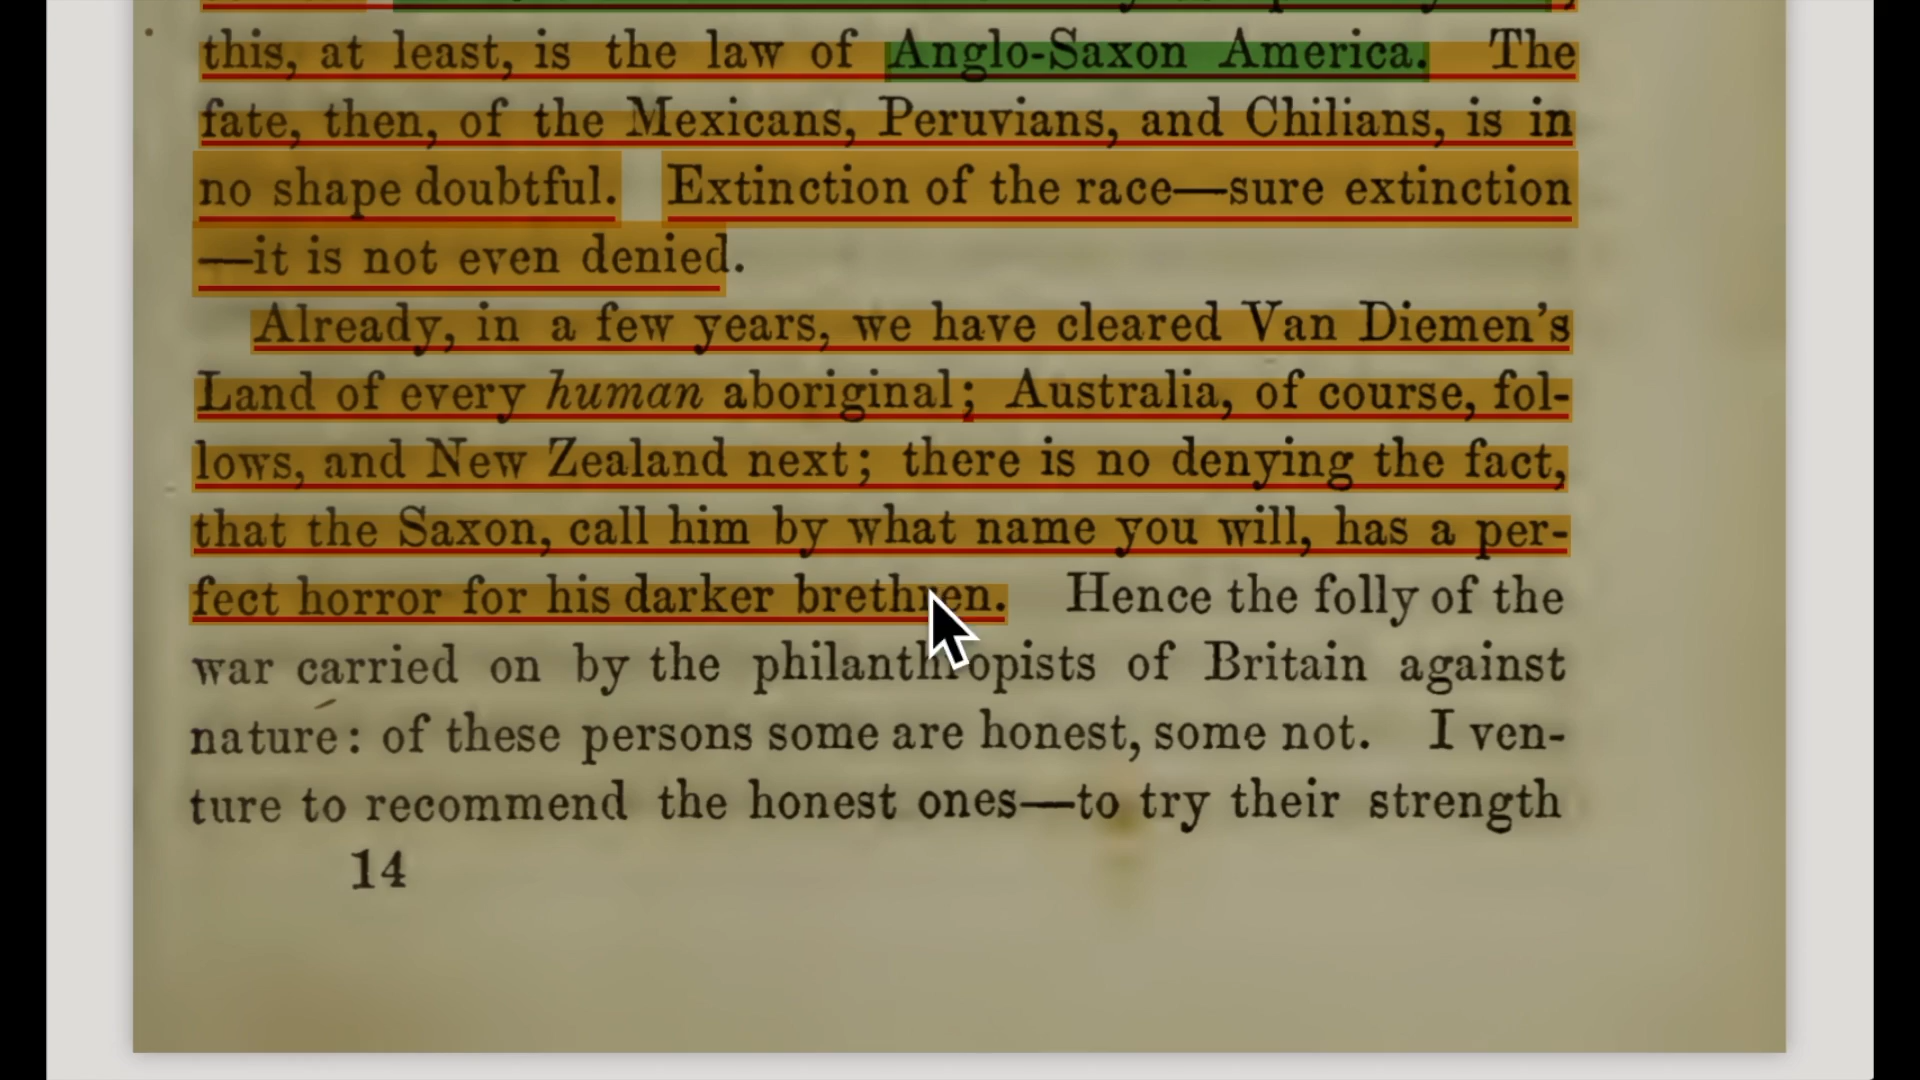 this, at least, is the law of Anglo-Saxon America. The
fate, then, of the Mexicans, Peruvians, and Chilians, is in
no shape doubtful. Extinction of the race—sure extinction
—it is not even denied.
Already, in a few years, we have cleared Van Diemen's
Land of every human aboriginal; Australia, of course, fol-
lows, and New Zealand next; there is no denying the fact,
that the Saxon, call him by what name you will, has a per-
fect horror for his darker brethren. Hence the folly of the
war carried on by the philanthropists of Britain against
nature: of these persons some are honest, some not. I ven-
ture to recommend the honest ones—to try their strength
14